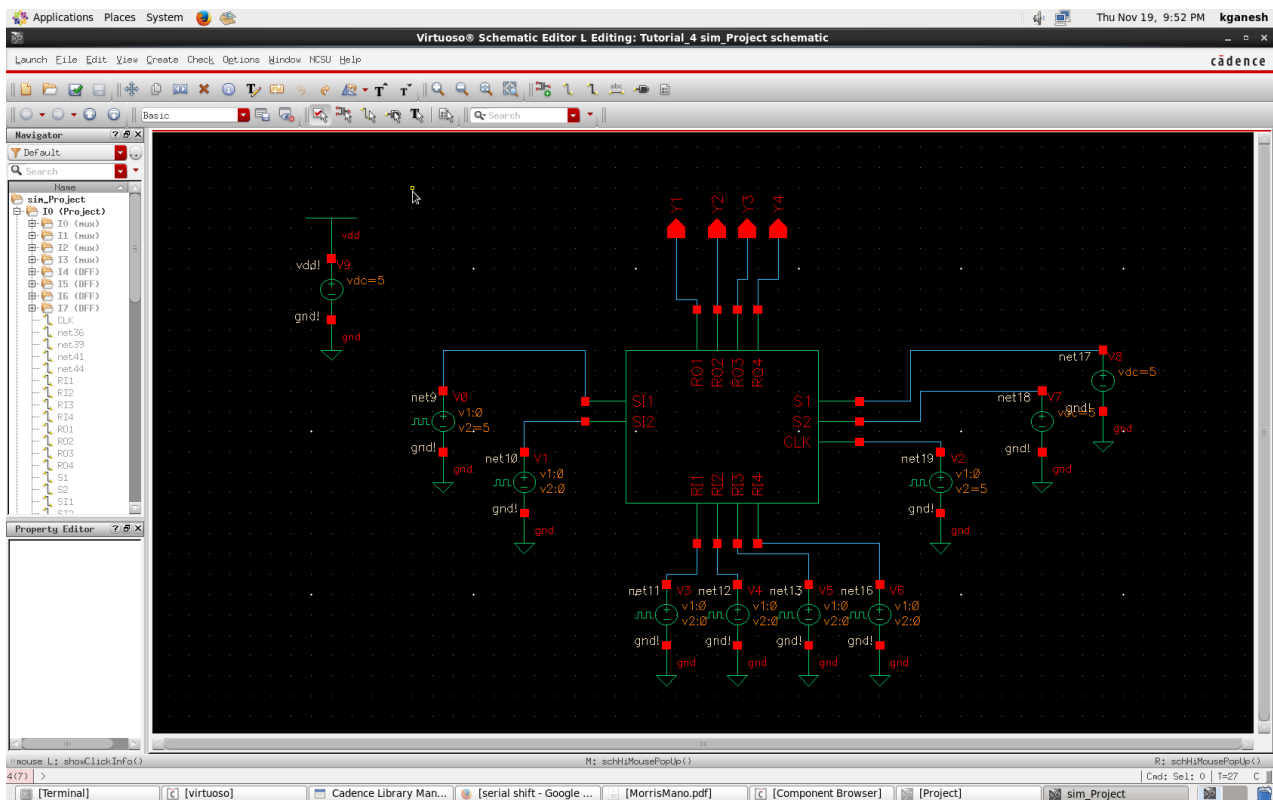 Applications Places System Thu Nov 19, 9:52 PM kganesh
Virtuoso® Schematic Editor L Editing: Tutorial_4 sim_Project schematic
Launch File Edit View Create Check Options Window NCSU Help cādence
Basic Search
Navigator
Default
Search
Name
sim_Project
I0 (Project)
I0 (mux)
I1 (mux)
I2 (mux)
I3 (mux)
I4 (DFF)
I5 (DFF)
I6 (DFF)
I7 (DFF)
CLK
net36
net39
net41
net44
RI1
RI2
RI3
RI4
RO1
RO2
RO3
RO4
S1
S2
SI1
SI2
Property Editor
Y1 Y2 Y3 Y4
vdd
vdd! V9
vdc=5
gnd!
gnd
RO1 RO2 RO3 RO4
net9 V0
v1:0
v2=5
gnd!
gnd
net10 V1
v1:0
v2:0
gnd!
gnd
SI1
SI2
S1
S2
CLK
RI1 RI2 RI3 RI4
net17 V8
vdc=5
gnd!
gnd
net18 V7
vdc=5
gnd!
gnd
net19 V2
v1:0
v2=5
gnd!
gnd
net11 V3 net12 V4 net13 V5 net16 V6
v1:0 v1:0 v1:0 v1:0
v2:0 v2:0 v2:0 v2:0
gnd! gnd! gnd! gnd!
gnd gnd gnd gnd
mouse L: showClickInfo() M: schHiMousePopUp() R: schHiMousePopUp()
4(7) > Cmd: Sel: 0 T=27 C
[Terminal] [virtuoso] Cadence Library Man... [serial shift - Google ... [MorrisMano.pdf] [Component Browser] [Project] sim_Project